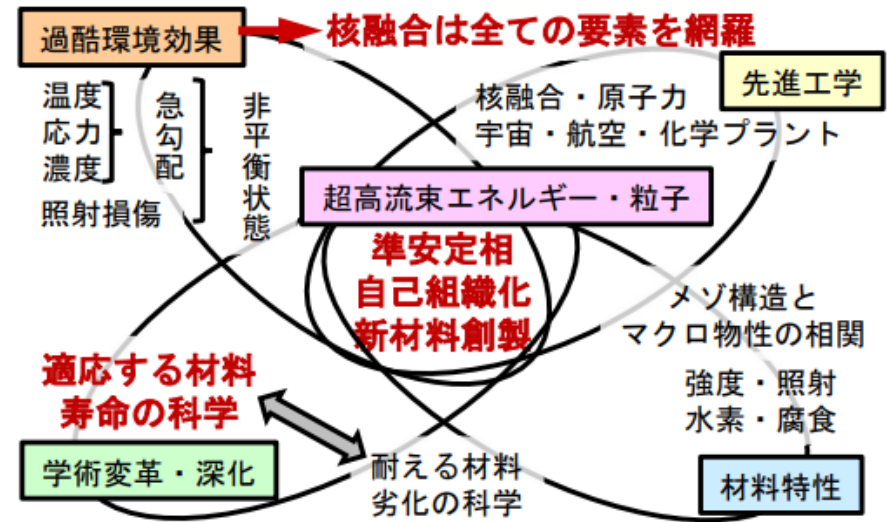 過酷環境効果
核融合は全ての要素を網羅
先進工学
核融合・原子力
宇宙・航空・化学プラント
温度
応力
濃度
急勾配
非平衡状態
照射損傷
超高流束エネルギー・粒子
準安定相
自己組織化
新材料創製
メゾ構造と
マクロ物性の相関
強度・照射
水素・腐食
適応する材料
寿命の科学
学術変革・深化
耐える材料
劣化の科学
材料特性